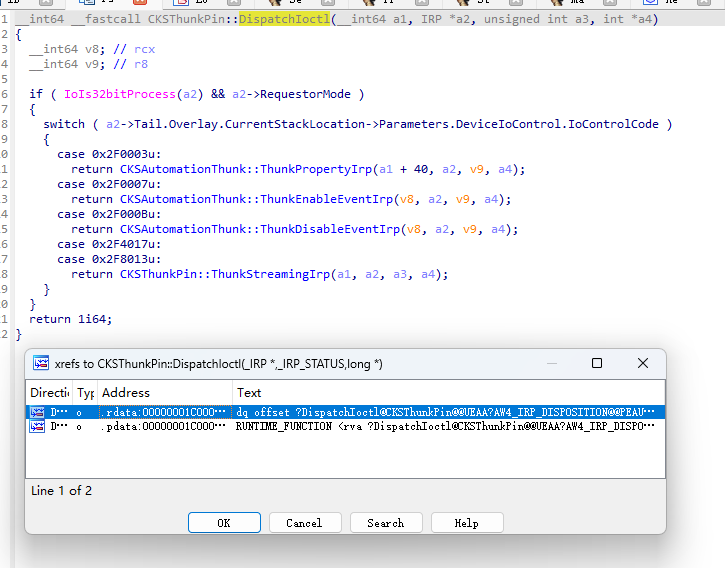 __int64 __fastcall CKSThunkPin::DispatchIoctl(__int64 a1, IRP *a2, unsigned int a3, int *a4)
{
__int64 v8; // rcx
__int64 v9; // r8
if ( IoIs32bitProcess(a2) && a2->RequestorMode )
{
switch ( a2->Tail.Overlay.CurrentStackLocation->Parameters.DeviceIoControl.IoControlCode )
{
case 0x2F0003u:
return CKSAutomationThunk::ThunkPropertyIrp(a1 + 40, a2, v9, a4);
case 0x2F0007u:
return CKSAutomationThunk::ThunkEnableEventIrp(v8, a2, v9, a4);
case 0x2F000Bu:
return CKSAutomationThunk::ThunkDisableEventIrp(v8, a2, v9, a4);
case 0x2F4017u:
case 0x2F8013u:
return CKSThunkPin::ThunkStreamingIrp(a1, a2, a3, a4);
}
}
return 1i64;
}
xrefs to CKSThunkPin::DispatchIoctl(_IRP *,_IRP_STATUS,long *)
Directic Typ Address Text
D… o .rdata:00000001C000… dq offset ?DispatchIoctl@CKSThunkPin@@UEAA?AW4_IRP_DISPOSITION@@PEAU…
D… o .pdata:00000001C000… RUNTIME_FUNCTION <rva ?DispatchIoctl@CKSThunkPin@@UEAA?AW4_IRP_DISPO…
Line 1 of 2
OK Cancel Search Help